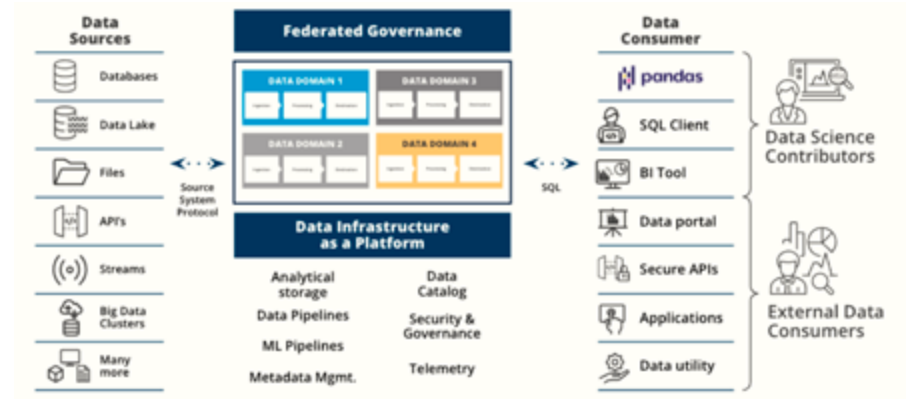 Data
Sources
Databases
Data Lake
Files
API's
Streams
Big Data
Clusters
Many
more
Source
System
Protocol
Federated Governance
DATA DOMAIN 1
DATA DOMAIN 3
DATA DOMAIN 2
DATA DOMAIN 4
Data Infrastructure
as a Platform
Analytical
storage
Data Pipelines
ML Pipelines
Metadata Mgmt.
Data
Catalog
Security &
Governance
Telemetry
SQL
Data
Consumer
pandas
SQL Client
BI Tool
Data portal
Secure APIs
Applications
Data utility
Data Science
Contributors
External Data
Consumers